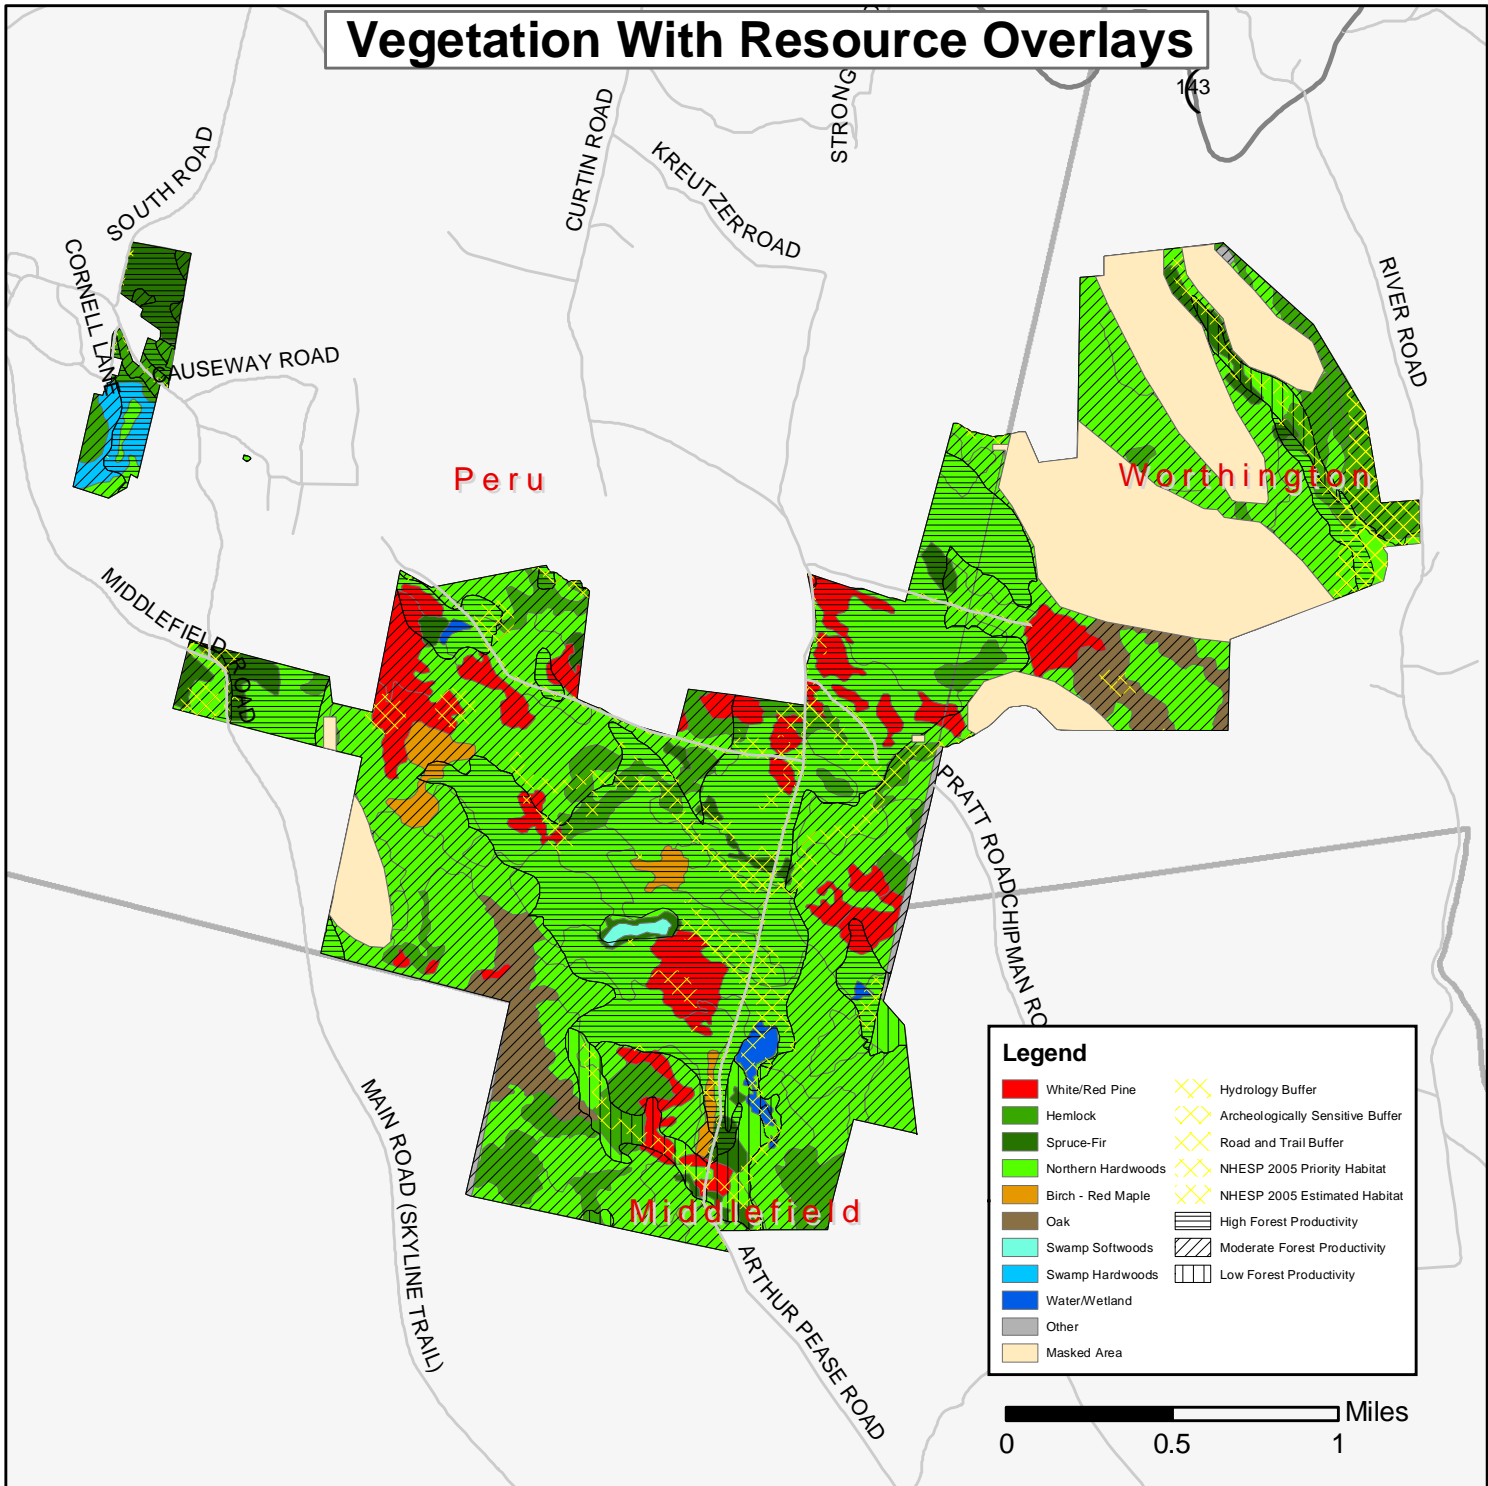 Vegetation With Resource Overlays
143
STRONG
CURTIN ROAD
KREUTZERROAD
SOUTH ROAD
CORNELL LANE
CAUSEWAY ROAD
RIVER ROAD
Peru
Worthington
MIDDLEFIELD ROAD
PRATT ROADCHIPMAN RO
MAIN ROAD (SKYLINE TRAIL)
Middlefield
ARTHUR PEASE ROAD
Legend
White/Red Pine
Hemlock
Spruce-Fir
Northern Hardwoods
Birch - Red Maple
Oak
Swamp Softwoods
Swamp Hardwoods
Water/Wetland
Other
Masked Area
Hydrology Buffer
Archeologically Sensitive Buffer
Road and Trail Buffer
NHESP 2005 Priority Habitat
NHESP 2005 Estimated Habitat
High Forest Productivity
Moderate Forest Productivity
Low Forest Productivity
Miles
0 0.5 1